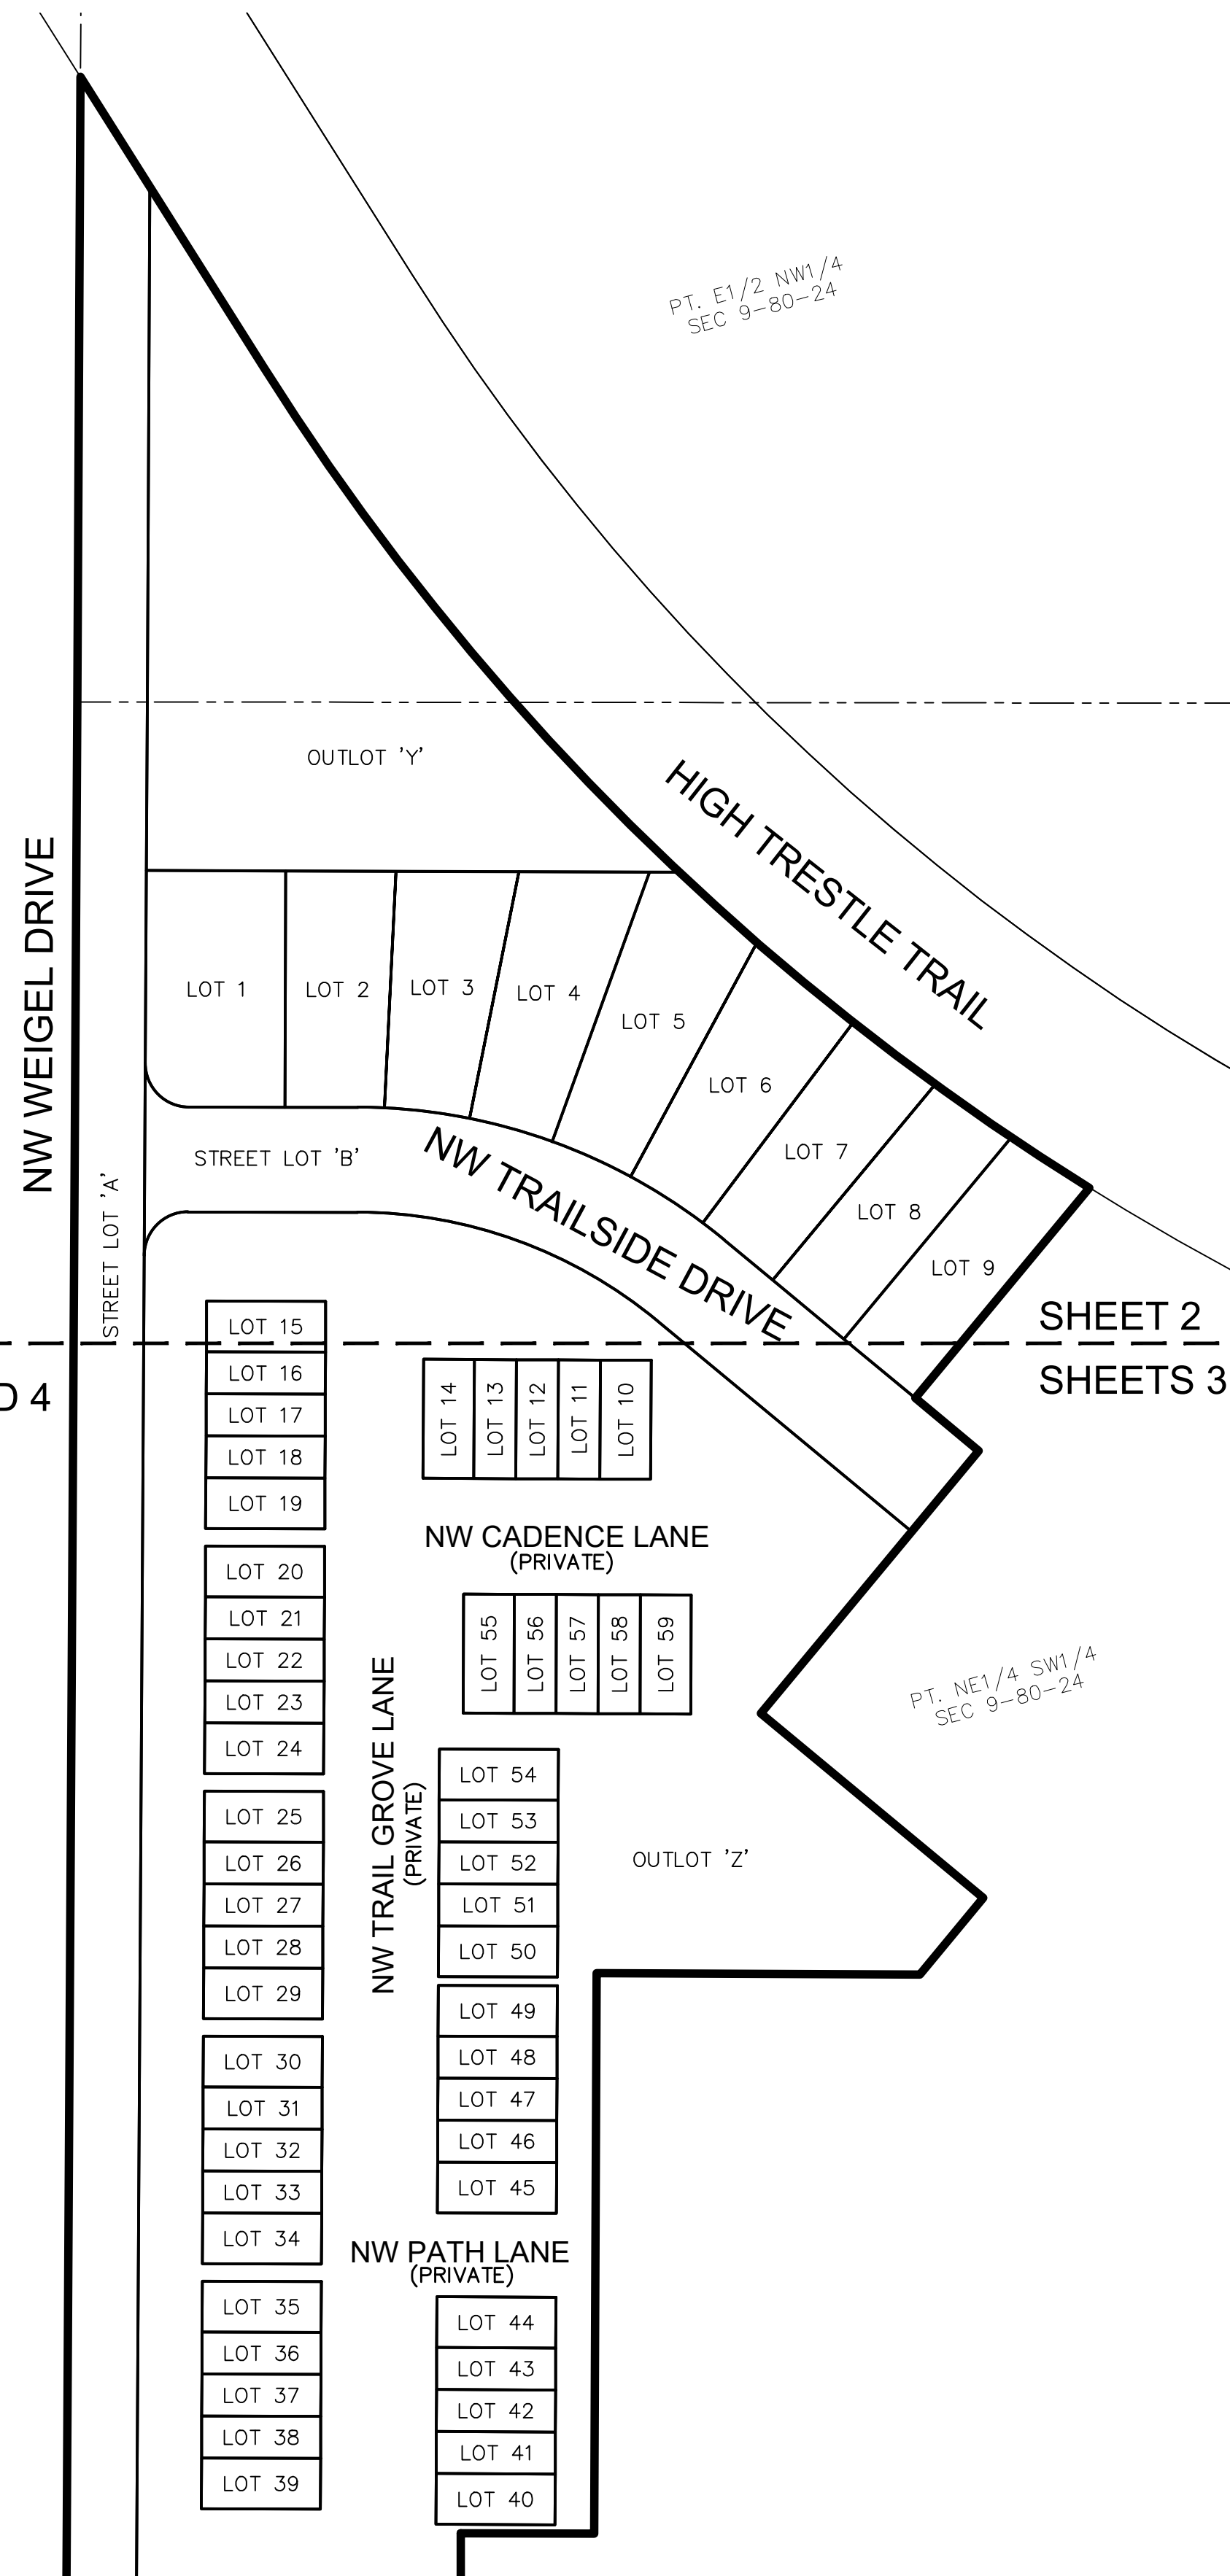 PT. E1/2 NW1/4
SEC 9-80-24
OUTLOT 'Y'
HIGH TRESTLE TRAIL
NW WEIGEL DRIVE
LOT 1
LOT 2
LOT 3
LOT 4
LOT 5
LOT 6
LOT 7
LOT 8
LOT 9
STREET LOT 'B'
NW TRAILSIDE DRIVE
STREET LOT 'A'
SHEET 2
SHEETS 3
D 4
LOT 15
LOT 16
LOT 17
LOT 18
LOT 19
LOT 14
LOT 13
LOT 12
LOT 11
LOT 10
NW CADENCE LANE
(PRIVATE)
LOT 20
LOT 21
LOT 22
LOT 23
LOT 24
LOT 55
LOT 56
LOT 57
LOT 58
LOT 59
PT. NE1/4 SW1/4
SEC 9-80-24
NW TRAIL GROVE LANE
(PRIVATE)
LOT 25
LOT 26
LOT 27
LOT 28
LOT 29
LOT 54
LOT 53
LOT 52
LOT 51
LOT 50
OUTLOT 'Z'
LOT 30
LOT 31
LOT 32
LOT 33
LOT 34
LOT 49
LOT 48
LOT 47
LOT 46
LOT 45
NW PATH LANE
(PRIVATE)
LOT 35
LOT 36
LOT 37
LOT 38
LOT 39
LOT 44
LOT 43
LOT 42
LOT 41
LOT 40